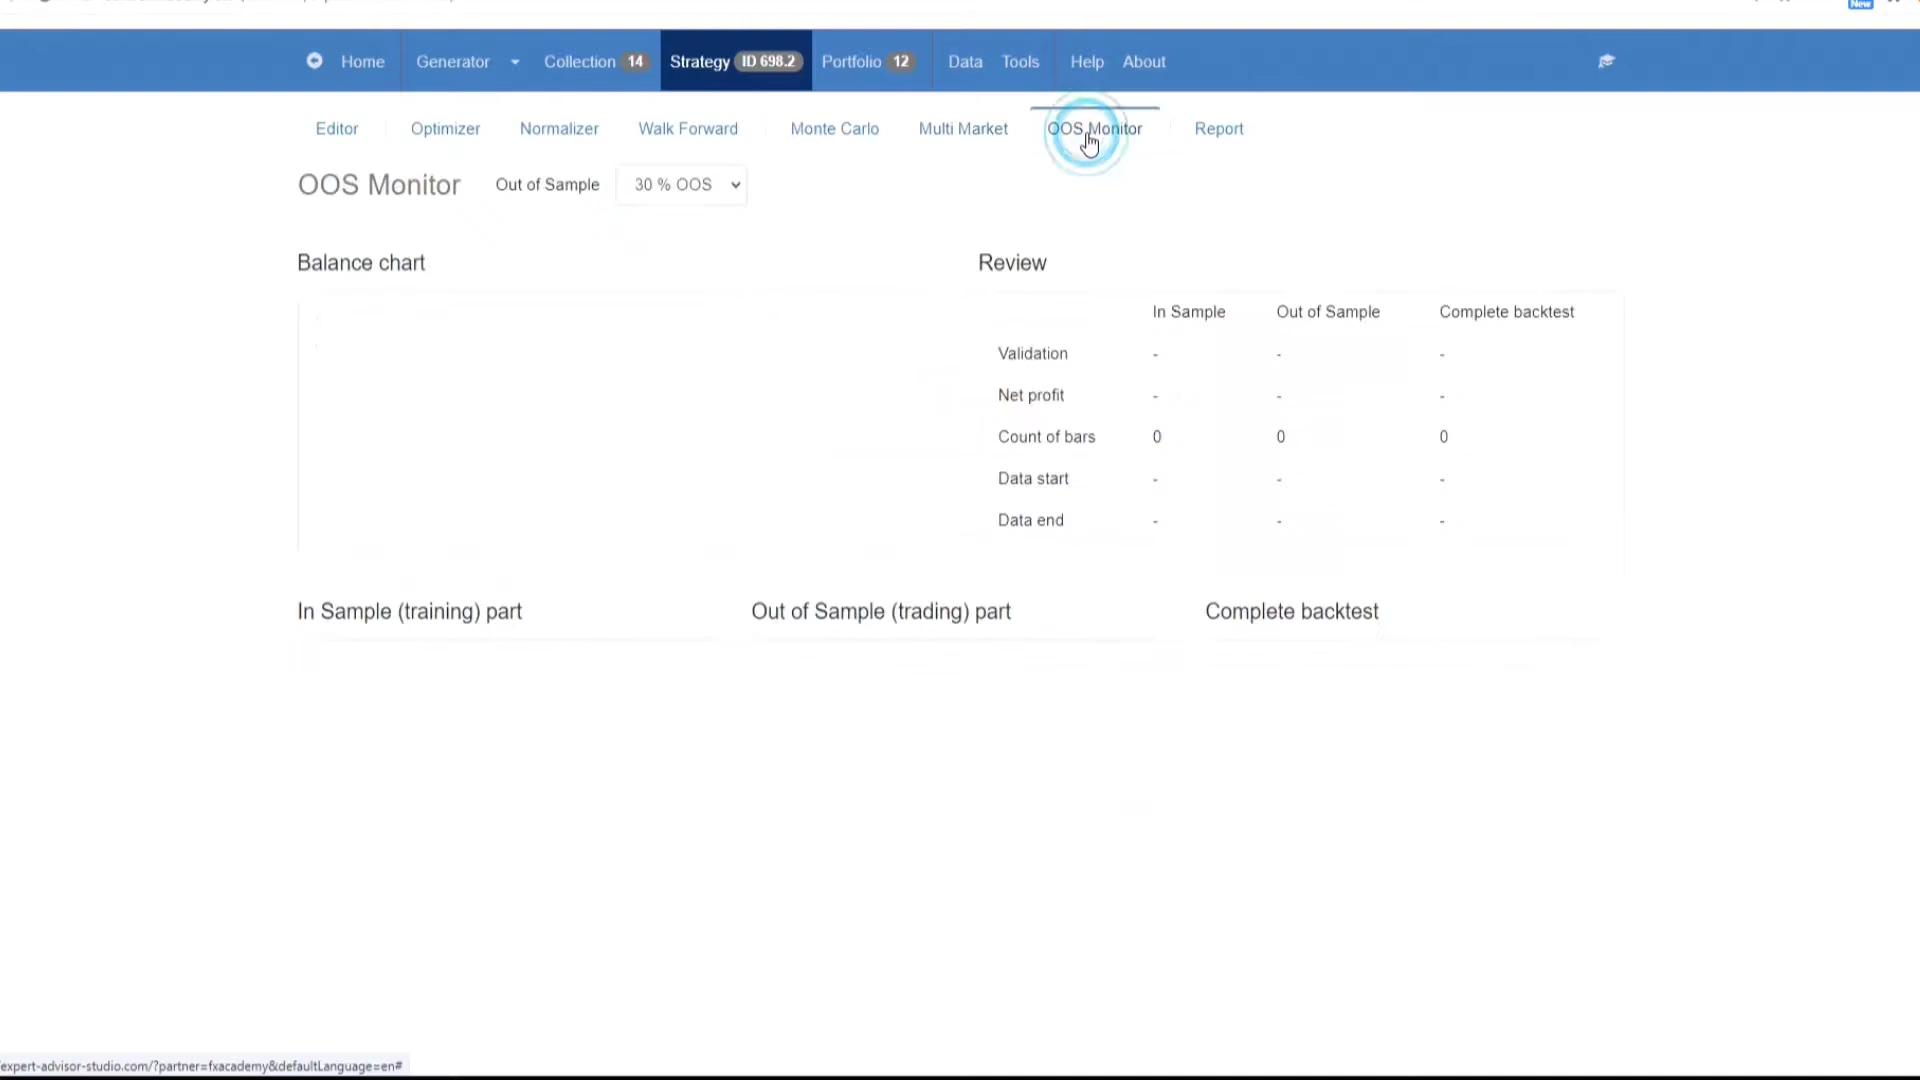 New
Home Generator Collection 14 Strategy ID 698.2 Portfolio 12 Data Tools Help About
Editor Optimizer Normalizer Walk Forward Monte Carlo Multi Market OOS Monitor Report
OOS Monitor Out of Sample 30 % OOS
Balance chart Review
In Sample Out of Sample Complete backtest
Validation - - -
Net profit - - -
Count of bars 0 0 0
Data start - - -
Data end - - -
In Sample (training) part Out of Sample (trading) part Complete backtest
expert-advisor-studio.com/?partner=fxacademy&defaultLanguage=en#